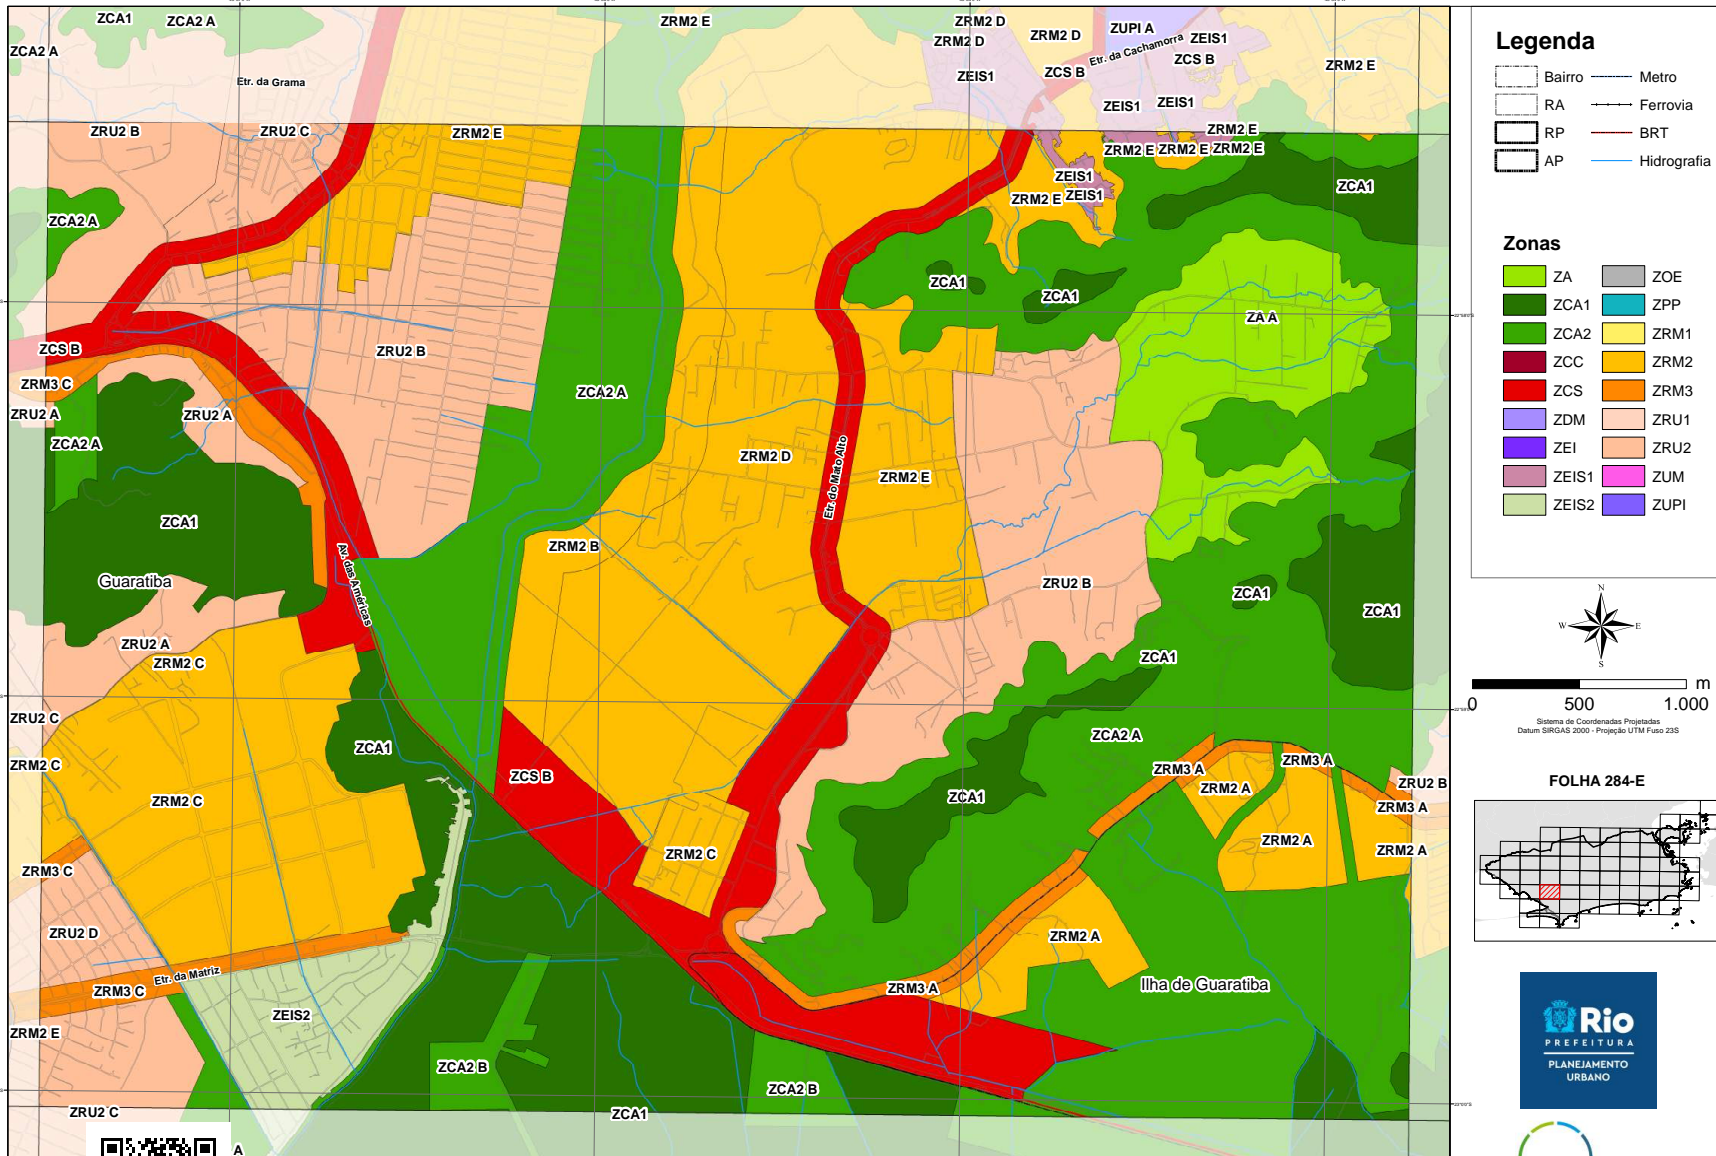 ZCA1
ZCA2 A
ZRM2 E
ZRM2 D
ZUPI A
ZCA2 A
ZRM2 D
ZRM2 D
Etr. da Cachamorra
ZEIS1
ZCS B
ZRM2 E
Etr. da Grama
ZEIS1
ZCS B
ZEIS1
ZEIS1
ZRU2 B
ZRU2 C
ZRM2 E
ZRM2 E
ZRM2 E
ZRM2 E
ZRM2 E
ZEIS1
ZCA1
ZRM2 E
ZEIS1
ZCA2 A
ZCA1
ZCA1
ZA A
ZCS B
ZRU2 B
ZRM3 C
ZCA2 A
ZRU2 A
ZRU2 A
ZCA2 A
ZRM2 D
Etr. do Mato Alto
ZRM2 E
ZCA1
ZRM2 B
Av. das Américas
Guaratiba
ZRU2 B
ZCA1
ZCA1
ZRU2 A
ZRM2 C
ZCA1
ZRU2 C
ZCA1
ZCA2 A
ZRM2 C
ZCS B
ZRM3 A
ZRM3 A
ZRU2 B
ZRM2 A
ZRM2 C
ZCA1
ZRM3 A
ZRM2 C
ZRM2 A
ZRM2 A
ZRM3 C
ZRU2 D
ZRM2 A
Etr. da Matriz
ZRM3 C
ZRM3 A
Ilha de Guaratiba
ZEIS2
ZRM2 E
ZCA2 B
ZCA2 B
ZRU2 C
ZCA1
A
Legenda
Bairro
Metro
RA
Ferrovia
RP
BRT
AP
Hidrografia
Zonas
ZA
ZOE
ZCA1
ZPP
ZCA2
ZRM1
ZCC
ZRM2
ZCS
ZRM3
ZDM
ZRU1
ZEI
ZRU2
ZEIS1
ZUM
ZEIS2
ZUPI
N
W
E
S
m
0
500
1.000
Sistema de Coordenadas Projetadas
Datum SIRGAS 2000 - Projeção UTM Fuso 23S
FOLHA 284-E
Rio
PREFEITURA
PLANEJAMENTO
URBANO